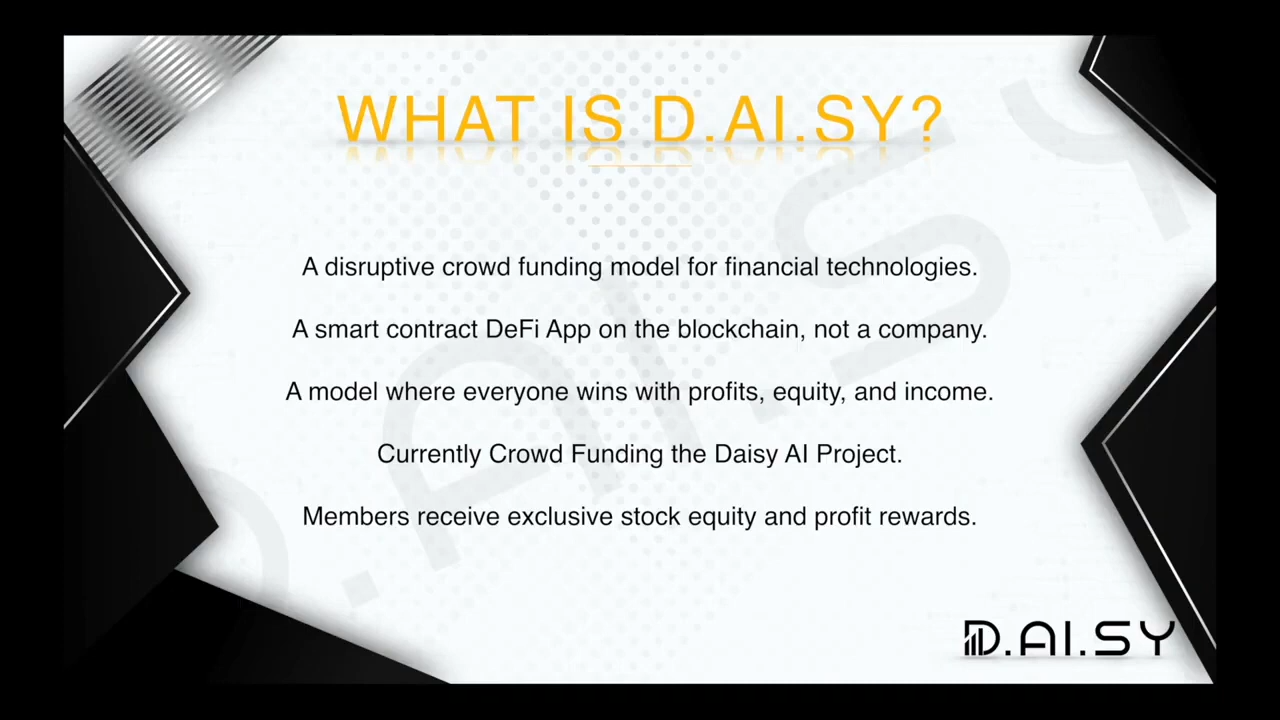 WHAT IS D.AI.SY?
A disruptive crowd funding model for financial technologies.
A smart contract DeFi App on the blockchain, not a company.
A model where everyone wins with profits, equity, and income.
Currently Crowd Funding the Daisy AI Project.
Members receive exclusive stock equity and profit rewards.
D.AI.SY
D.AI.SY